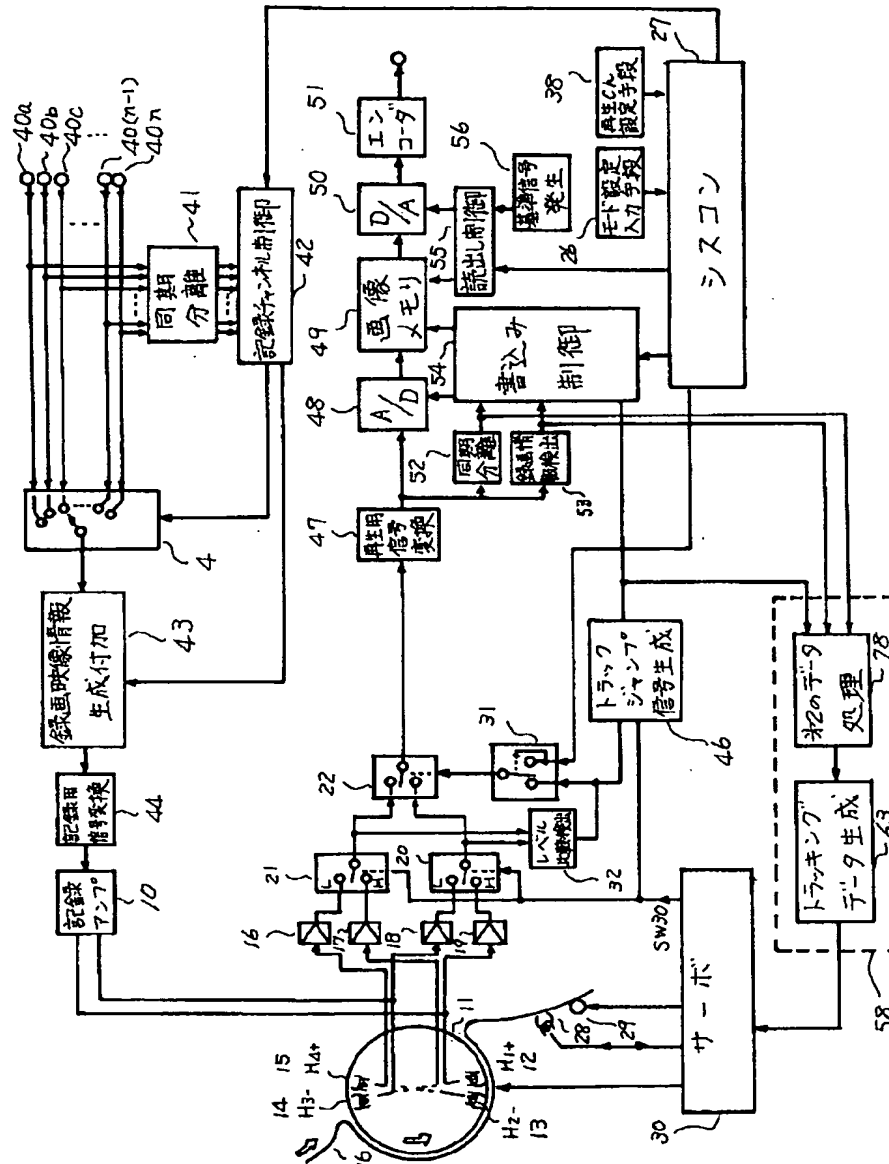 40a
40b
40c
40(n-1)
40n
同期
分離
41
記録チャンネル制御
42
4
録画映像情報
生成付加
43
記録用
信号変換
44
記録
アンプ
10
エン
コーダ
51
D/A
50
画像
メモリ
49
A/D
48
読出し制御
55
基準信号
発生
56
書込み
制御
54
同期
分離
52
録画情
報検出
53
再生用
信号
変換
47
モード設定
入力手段
26
再生Ch
設定手段
38
システムコン
27
トラック
ジャンプ
信号生成
46
22
31
レベル
比較検出
32
21
L
H
20
L
H
16
17
18
19
11
15
H4+
14
H3-
H1+
12
H2-
13
28
29
SW30
サーボ
30
第2のデータ
処理
78
トラッキング
データ生成
63
58